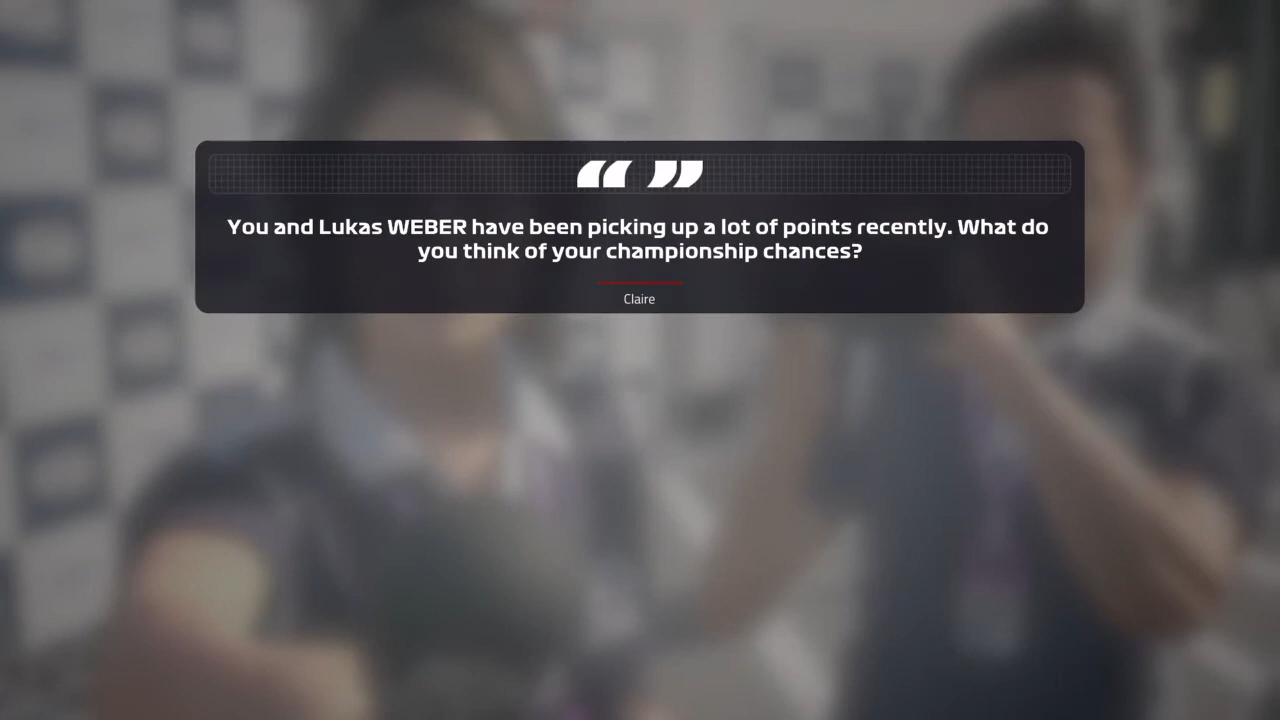 “ ”
You and Lukas WEBER have been picking up a lot of points recently. What do
you think of your championship chances?
Claire